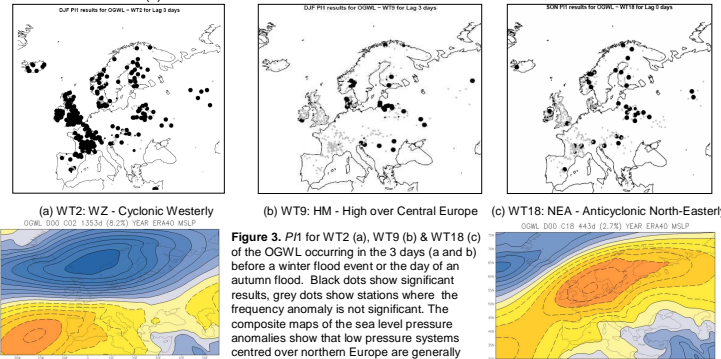 DJF PI1 results for OGWL − WT2 for Lag 3 days
DJF PI1 results for OGWL − WT9 for Lag 3 days
SON PI1 results for OGWL − WT18 for Lag 0 days
(a) WT2: WZ - Cyclonic Westerly
(b) WT9: HM - High over Central Europe
(c) WT18: NEA - Anticyclonic North-Easterly
OGWL D00 C02 1353d (8.2%) YEAR ERA40 MSLP
Figure 3. PI1 for WT2 (a), WT9 (b) & WT18 (c)
of the OGWL occurring in the 3 days (a and b)
before a winter flood event or the day of an
autumn flood. Black dots show significant
results, grey dots show stations where the
frequency anomaly is not significant. The
composite maps of the sea level pressure
anomalies show that low pressure systems
centred over northern Europe are generally
OGWL D00 C18 443d (2.7%) YEAR ERA40 MSLP